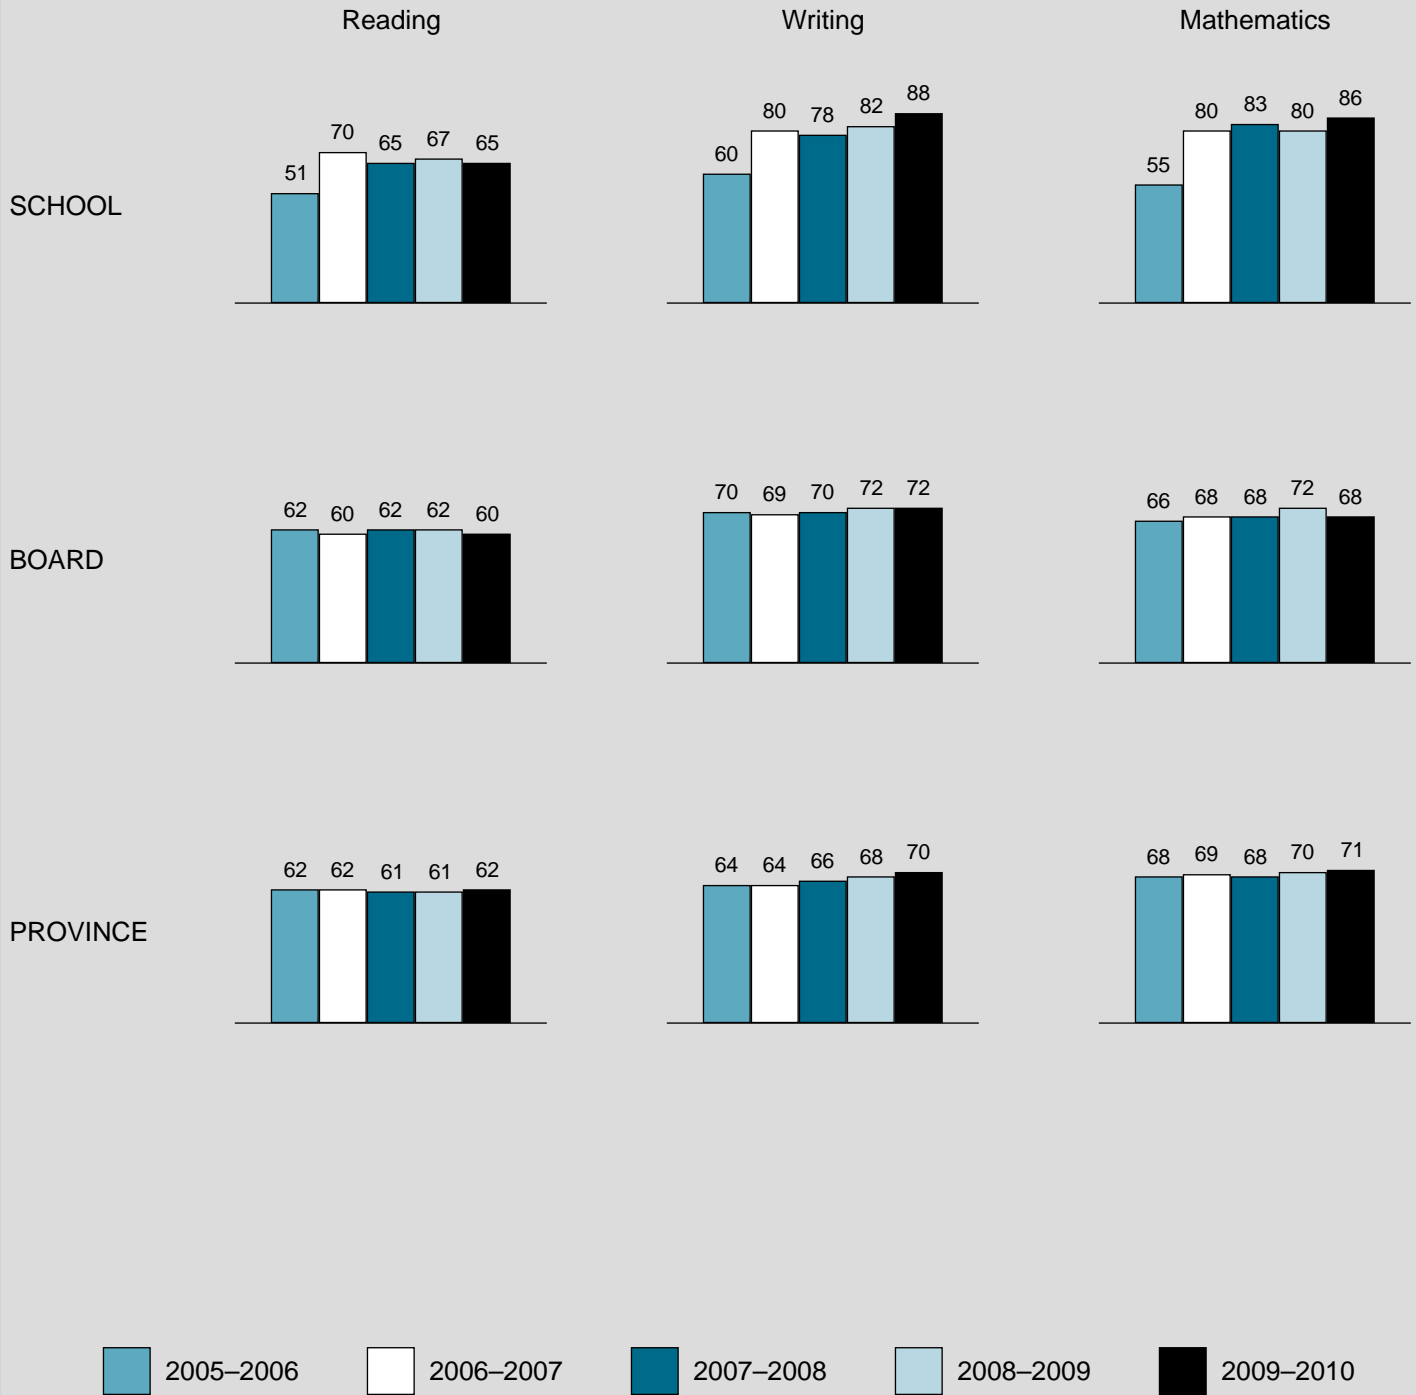 Reading Writing Mathematics
70 65 67 65 51
80 78 82 88 60
80 83 80 86 55
SCHOOL
62 60 62 62 60
70 69 70 72 72
66 68 68 72 68
BOARD
62 62 61 61 62
64 64 66 68 70
68 69 68 70 71
PROVINCE
2005–2006 2006–2007 2007–2008 2008–2009 2009–2010